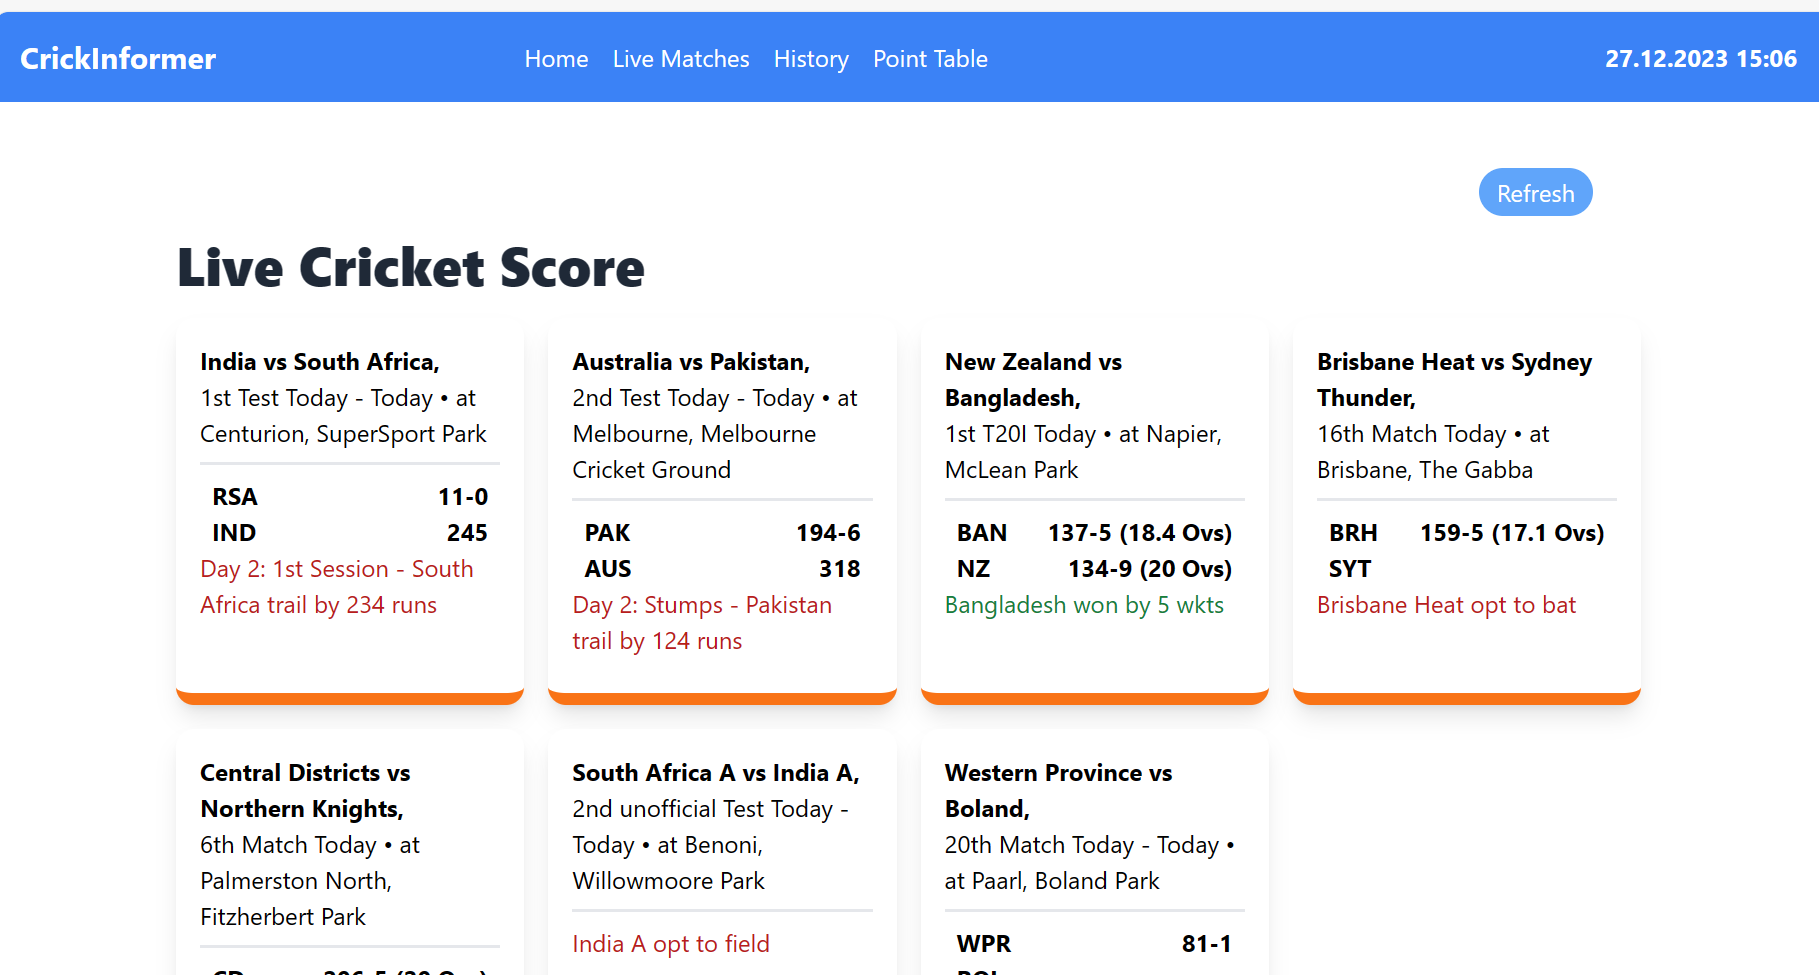 CrickInformer
Home Live Matches History Point Table
27.12.2023 15:06
Refresh
Live Cricket Score
India vs South Africa,
1st Test Today - Today • at
Centurion, SuperSport Park
RSA 11-0
IND 245
Day 2: 1st Session - South
Africa trail by 234 runs
Australia vs Pakistan,
2nd Test Today - Today • at
Melbourne, Melbourne
Cricket Ground
PAK 194-6
AUS 318
Day 2: Stumps - Pakistan
trail by 124 runs
New Zealand vs
Bangladesh,
1st T20I Today • at Napier,
McLean Park
BAN 137-5 (18.4 Ovs)
NZ 134-9 (20 Ovs)
Bangladesh won by 5 wkts
Brisbane Heat vs Sydney
Thunder,
16th Match Today • at
Brisbane, The Gabba
BRH 159-5 (17.1 Ovs)
SYT
Brisbane Heat opt to bat
Central Districts vs
Northern Knights,
6th Match Today • at
Palmerston North,
Fitzherbert Park
South Africa A vs India A,
2nd unofficial Test Today -
Today • at Benoni,
Willowmoore Park
India A opt to field
Western Province vs
Boland,
20th Match Today - Today •
at Paarl, Boland Park
WPR 81-1